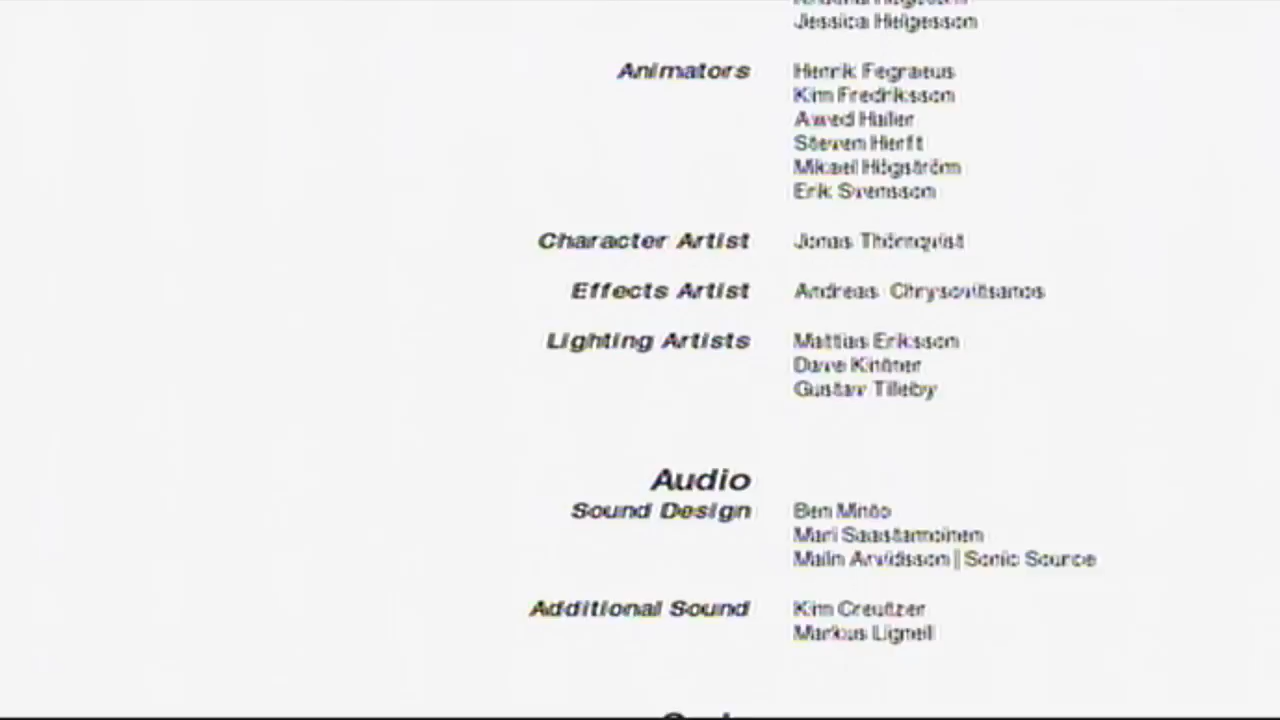 Jessica Helgesson
Animators Henrik Fegraeus
Kim Fredriksson
Awed Haller
Steven Herft
Mikael Högström
Erik Svensson
Character Artist Jonas Thörnqvist
Effects Artist Andreas Chrysovitsanos
Lighting Artists Mattias Eriksson
Dave Kintner
Gustav Tilleby
Audio
Sound Design Ben Minto
Mari Saastamoinen
Malin Arvidsson | Sonic Source
Additional Sound Kim Creutzer
Markus Lignell